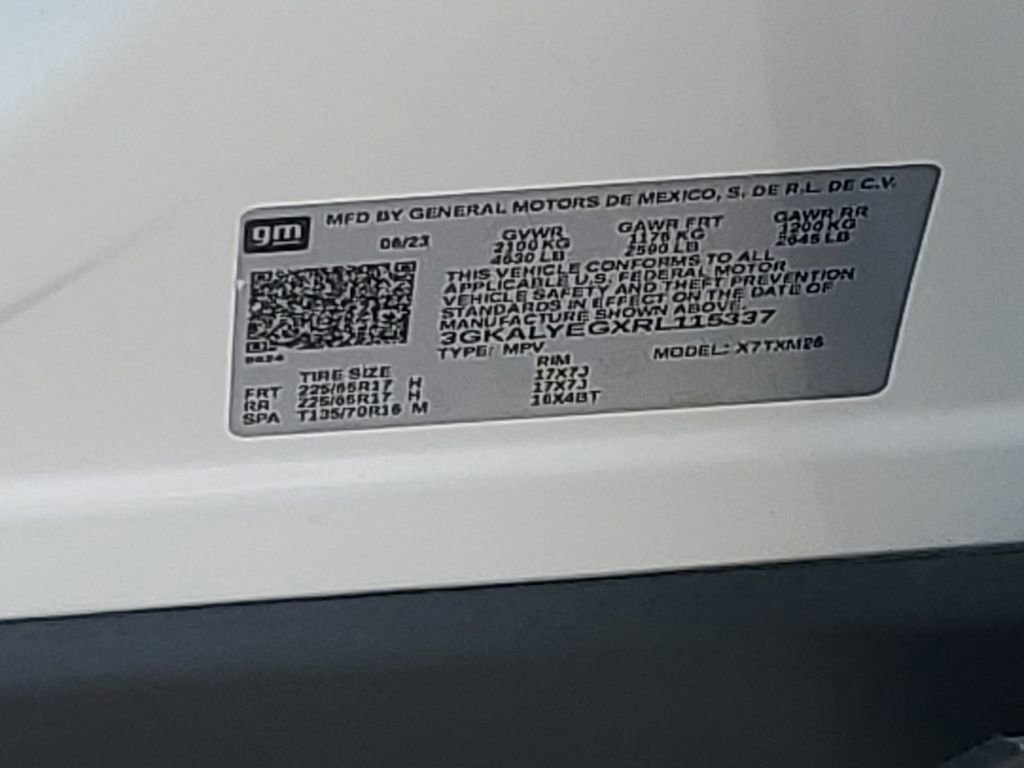 gm
MFD BY GENERAL MOTORS DE MEXICO, S. DE R.L. DE C.V.
GVWR GAWR FRT GAWR RR
2100 KG 1175 KG 1200 KG
4630 LB 2590 LB 2645 LB
THIS VEHICLE CONFORMS TO ALL
APPLICABLE U.S. FEDERAL MOTOR
VEHICLE SAFETY AND THEFT PREVENTION
STANDARDS IN EFFECT ON THE DATE OF
MANUFACTURE SHOWN ABOVE.
3GKALYEGXRL115337
TYPE: MPV MODEL: X7TXM26
TIRE SIZE RIM
FRT 225/65R17 H 17X7J
RR 225/65R17 H 17X7J
SPA T135/70R16 M 16X4BT